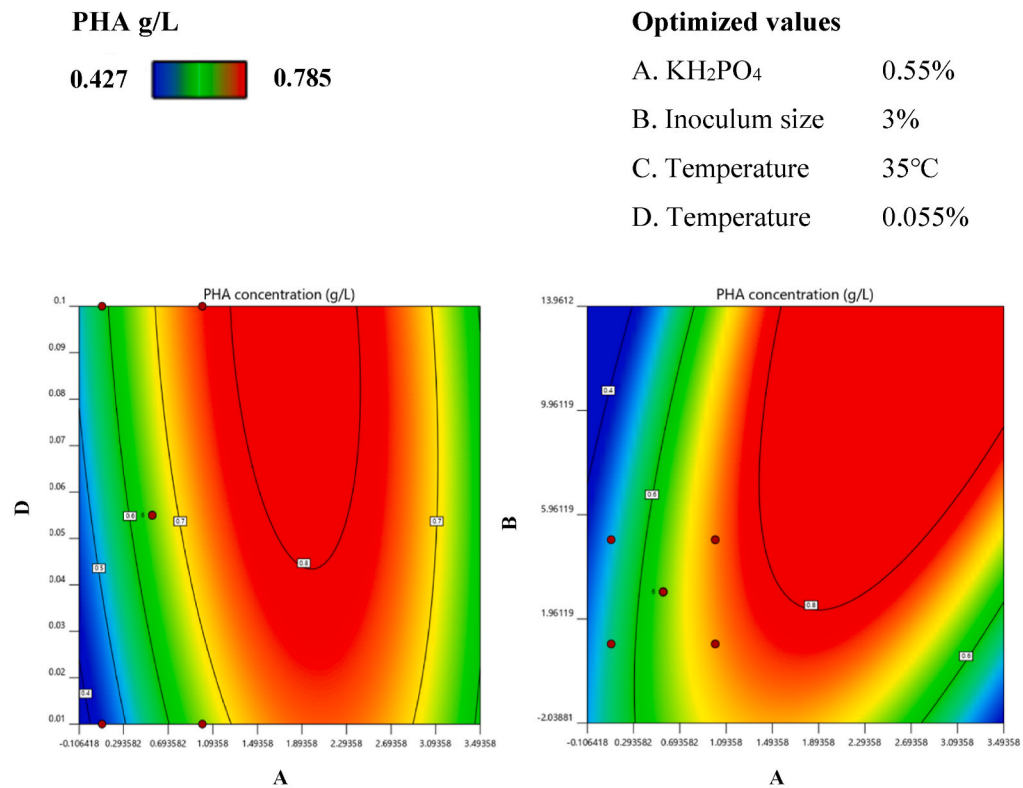 PHA g/L
0.427 0.785
Optimized values
A. KH₂PO₄ 0.55%
B. Inoculum size 3%
C. Temperature 35°C
D. Temperature 0.055%
PHA concentration (g/L)
0.1
0.09
0.08
0.07
0.06
0.05
0.04
0.03
0.02
0.01
D
0.6
6
0.7
0.7
0.5
0.8
0.4
-0.106418 0.293582 0.693582 1.09358 1.49358 1.89358 2.29358 2.69358 3.09358 3.49358
A
PHA concentration (g/L)
13.9612
9.96119
5.96119
1.96119
-2.03881
B
0.4
0.6
6
0.8
0.6
-0.106418 0.293582 0.693582 1.09358 1.49358 1.89358 2.29358 2.69358 3.09358 3.49358
A